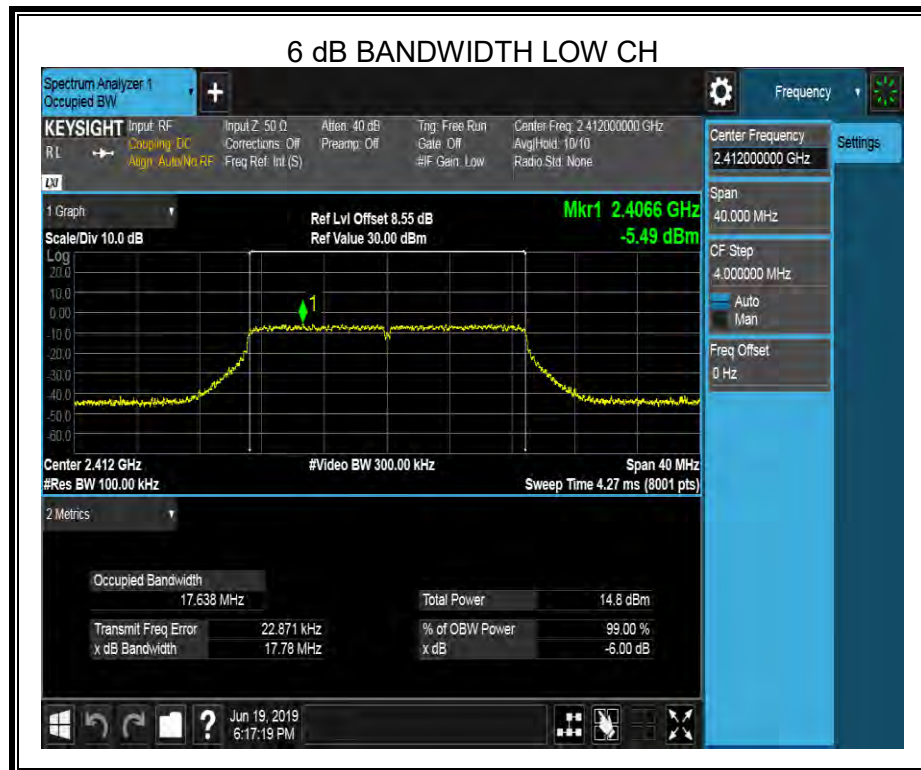 6 dB BANDWIDTH LOW CH
Spectrum Analyzer 1
Occupied BW
+
Frequency
KEYSIGHT
RL
LXI
Input: RF
Coupling: DC
Align: Auto/No RF
Input Z: 50 Ω
Corrections: Off
Freq Ref: Int (S)
Atten: 40 dB
Preamp: Off
Trig: Free Run
Gate: Off
#IF Gain: Low
Center Freq: 2.412000000 GHz
Avg|Hold: 10/10
Radio Std: None
Center Frequency
2.412000000 GHz
Settings
Span
40.000 MHz
CF Step
4.000000 MHz
Auto
Man
Freq Offset
0 Hz
1 Graph
Scale/Div 10.0 dB
Ref Lvl Offset 8.55 dB
Ref Value 30.00 dBm
Mkr1 2.4066 GHz
-5.49 dBm
Log
20.0
10.0
0.00
-10.0
-20.0
-30.0
-40.0
-50.0
-60.0
1
Center 2.412 GHz
#Video BW 300.00 kHz
Span 40 MHz
#Res BW 100.00 kHz
Sweep Time 4.27 ms (8001 pts)
2 Metrics
Occupied Bandwidth
17.638 MHz
Total Power 14.8 dBm
Transmit Freq Error 22.871 kHz
% of OBW Power 99.00 %
x dB Bandwidth 17.78 MHz
x dB -6.00 dB
?
Jun 19, 2019
6:17:19 PM